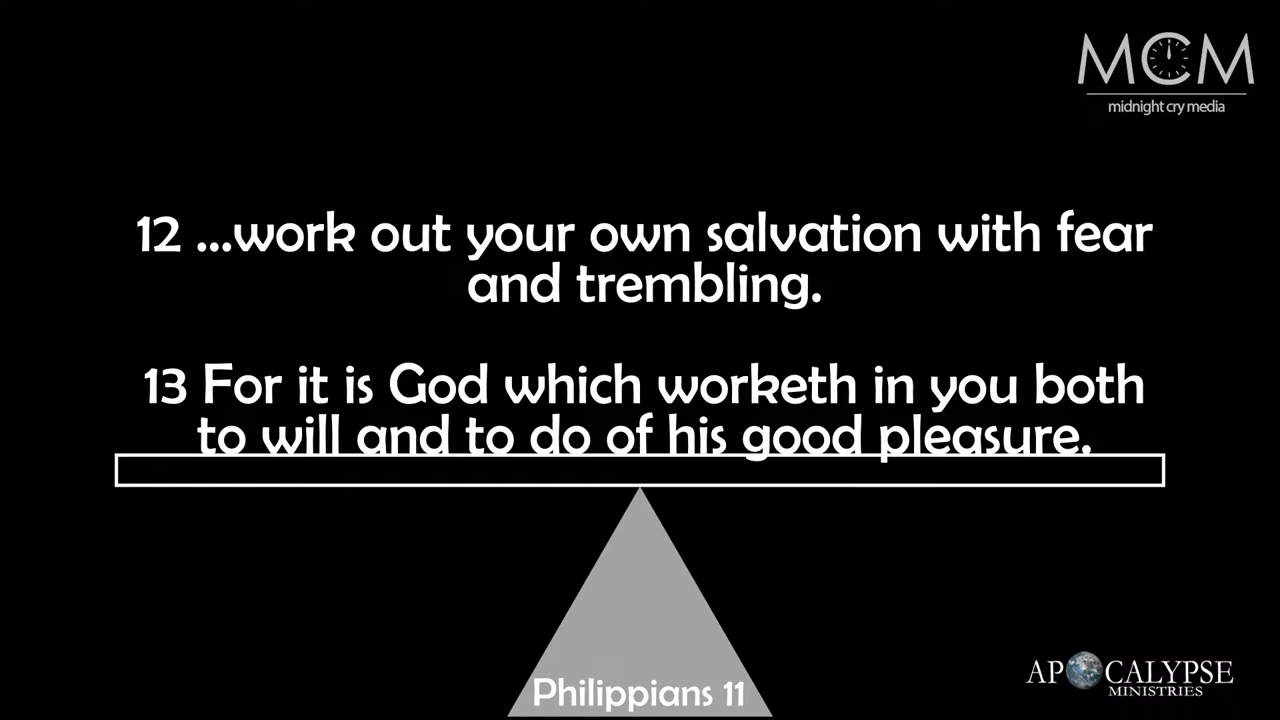 MCM
midnight cry media
12 ...work out your own salvation with fear
and trembling.
13 For it is God which worketh in you both
to will and to do of his good pleasure.
Philippians 11
APOCALYPSE
MINISTRIES